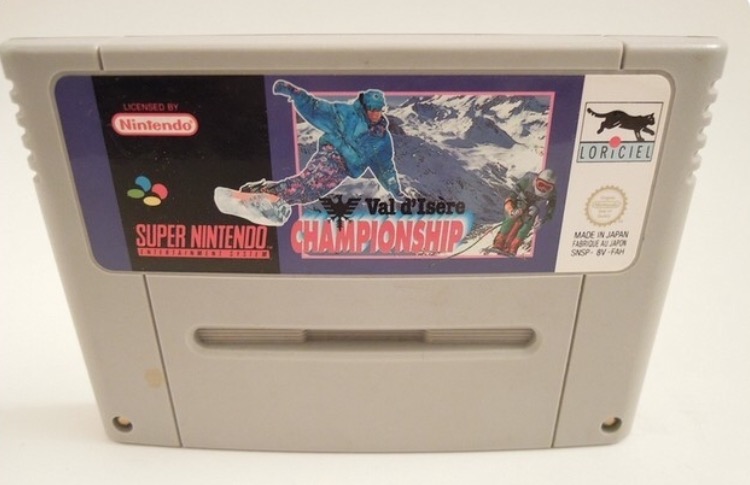 LICENSED BY
Nintendo
SUPER NINTENDO
ENTERTAINMENT SYSTEM
Val d'Isère
CHAMPIONSHIP
LORICIEL
MADE IN JAPAN
FABRIQUE AU JAPON
SNSP- 8V -FAH